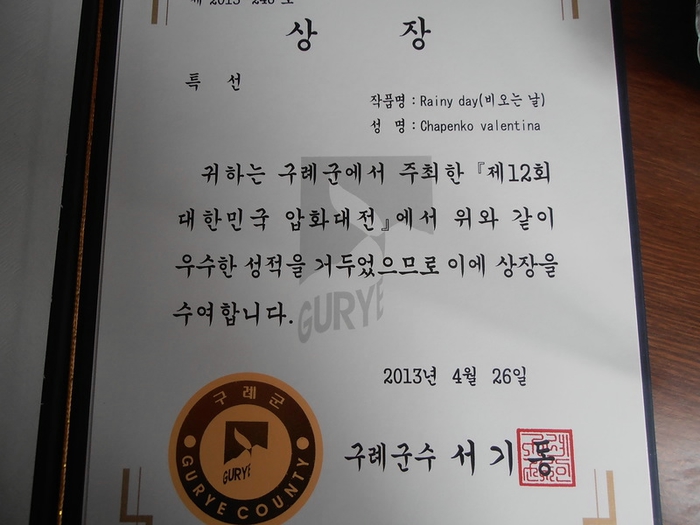 제 2013-248 호
상 장
특 선
작품명 : Rainy day(비오는 날)
성 명 : Chapenko valentina
귀하는 구례군에서 주최한 『제12회
대한민국 압화대전』에서 위와 같이
우수한 성적을 거두었으므로 이에 상장을
수여합니다.
GURYE
2013년 4월 26일
구례군
GURYE
GURYE COUNTY
구례군수 서기동